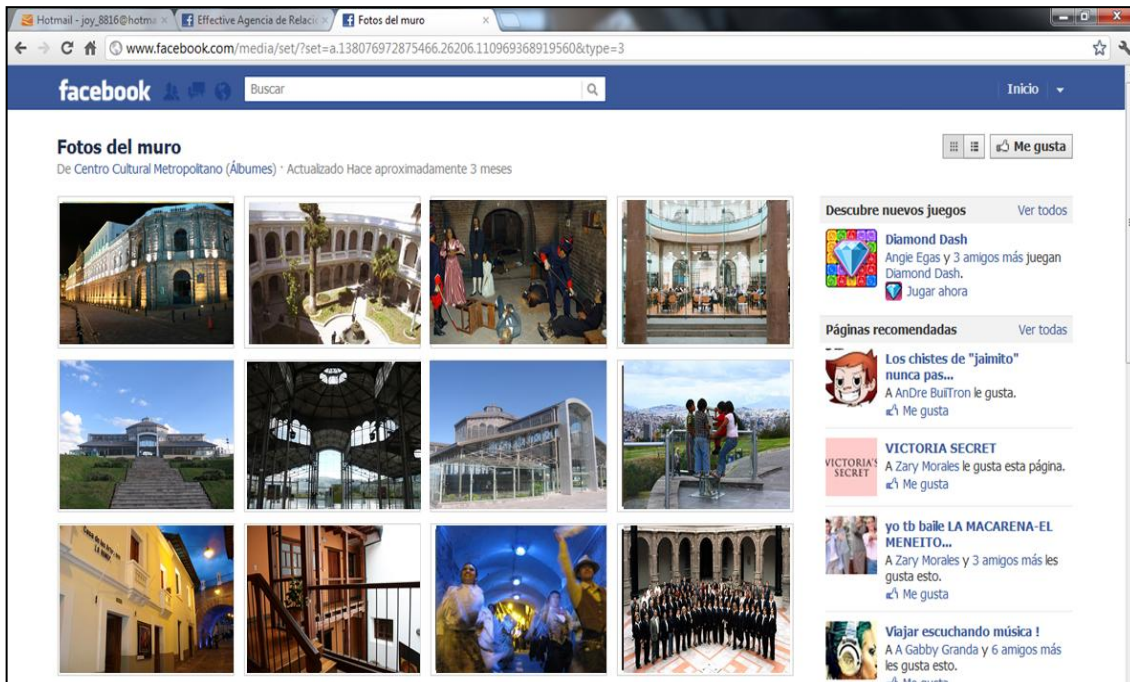 Hotmail - joy_8816@hotma
Effective Agencia de Relacio
Fotos del muro
www.facebook.com/media/set/?set=a.138076972875466.26206.110969368919560&type=3
facebook
Buscar
Inicio
Fotos del muro
Me gusta
De Centro Cultural Metropolitano (Álbumes) · Actualizado Hace aproximadamente 3 meses
Descubre nuevos juegos
Ver todos
Diamond Dash
Angie Egas y 3 amigos más juegan
Diamond Dash.
Jugar ahora
Páginas recomendadas
Ver todas
Los chistes de "jaimito"
nunca pas...
A AnDre BuilTron le gusta.
Me gusta
VICTORIA'S
SECRET
VICTORIA SECRET
A Zary Morales le gusta esta página.
Me gusta
yo tb baile LA MACARENA-EL
MENEITO...
A Zary Morales y 3 amigos más les
gusta esto.
Me gusta
Viajar escuchando música !
A A Gabby Granda y 6 amigos más
les gusta esto.
Me gusta